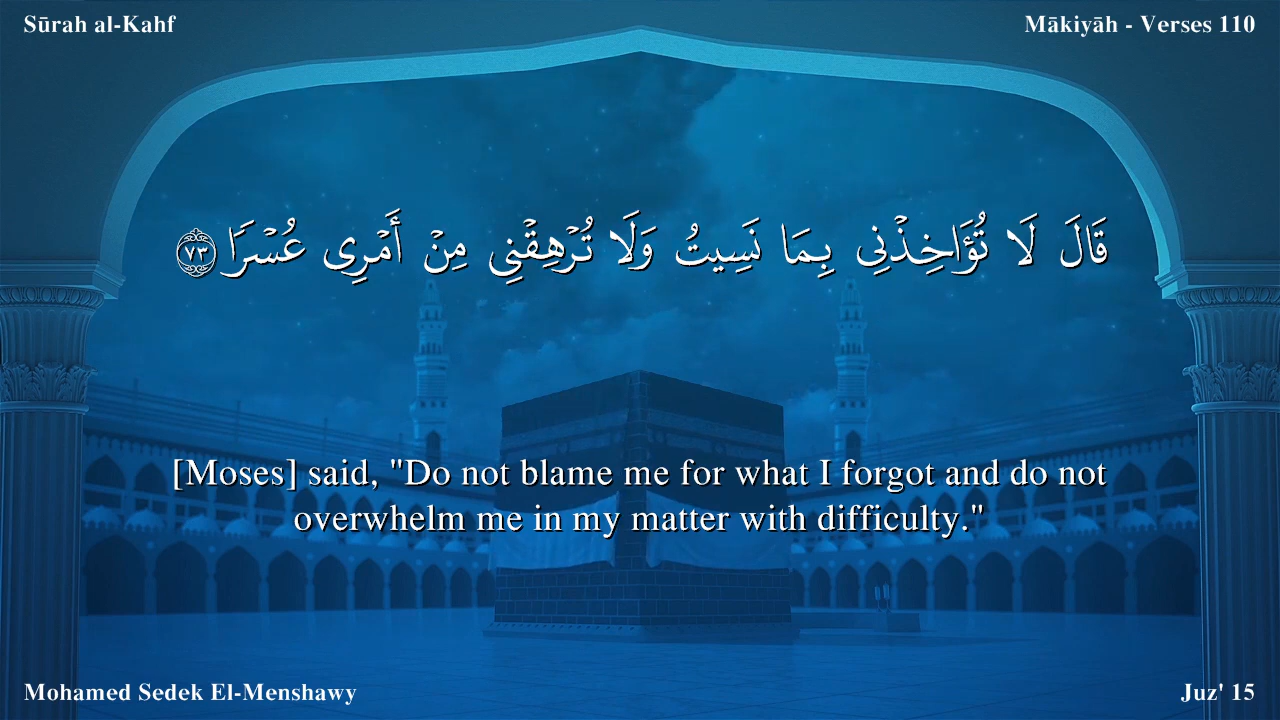 Sūrah al-Kahf
Mākiyāh - Verses 110
قَالَ لَا تُؤَاخِذْنِى بِمَا نَسِيتُ وَلَا تُرْهِقْنِى مِنْ أَمْرِى عُسْرًا ٧٣
[Moses] said, "Do not blame me for what I forgot and do not
overwhelm me in my matter with difficulty."
Mohamed Sedek El-Menshawy
Juz' 15